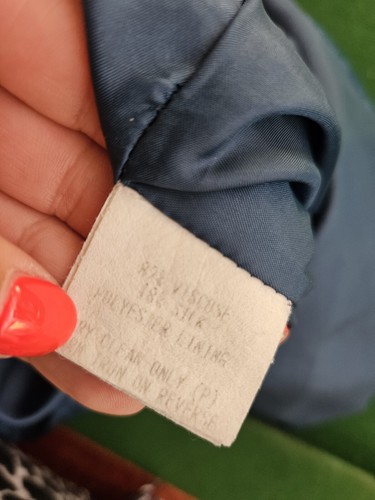 82% VISCOSE
18% SILK
POLYESTER LINING
DRY CLEAN ONLY (P)
IRON ON REVERSE